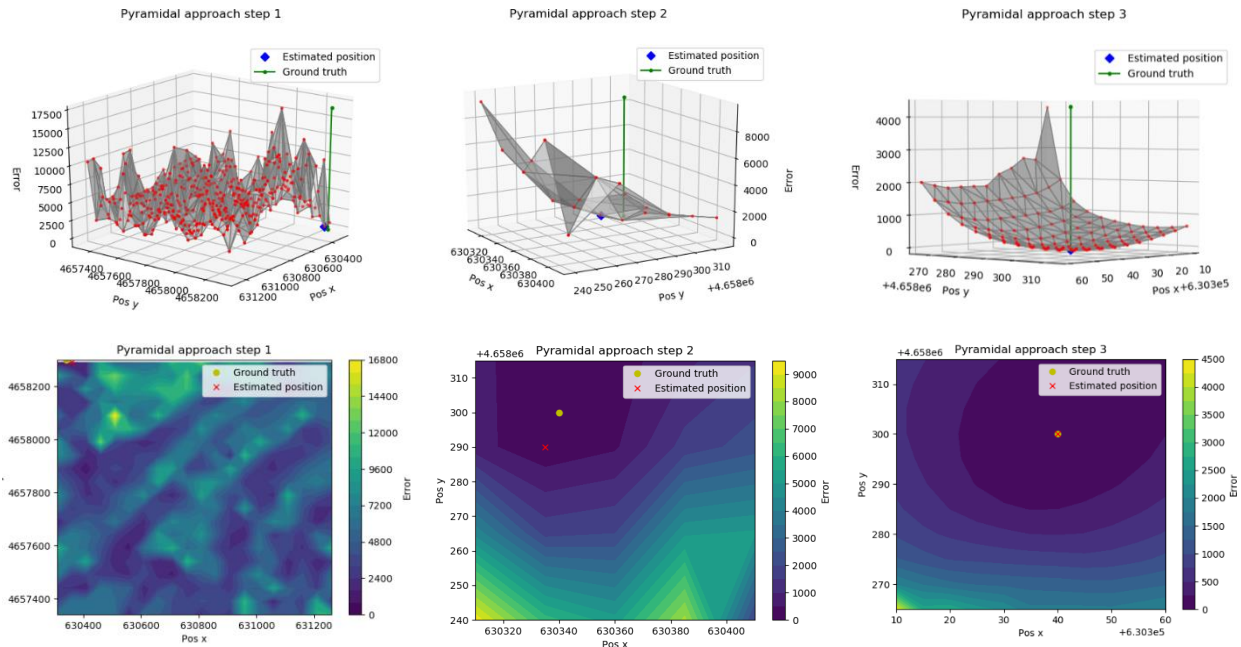 Pyramidal approach step 1
Estimated position
Ground truth
17500
15000
12500
10000
7500
5000
2500
0
Error
4657400
4657600
4657800
4658000
4658200
Pos y
631200
631000
630800
630600
630400
Pos x
Pyramidal approach step 2
Estimated position
Ground truth
8000
6000
4000
2000
0
Error
630320
630340
630360
630380
630400
Pos x
240 250 260 270 280 290 300 310
+4.658e6
Pos y
Pyramidal approach step 3
Estimated position
Ground truth
4000
3000
2000
1000
0
Error
270 280 290 300 310
+4.658e6
Pos y
60 50 40 30 20 10
Pos x
+6.303e5
Pyramidal approach step 1
Ground truth
Estimated position
4658200
4658000
4657800
4657600
4657400
630400 630600 630800 631000 631200
Pos x
16800
14400
12000
9600
7200
4800
2400
0
Error
+4.658e6
Pyramidal approach step 2
Ground truth
Estimated position
310
300
290
280
270
260
250
240
Pos y
630320 630340 630360 630380 630400
Pos x
9000
8000
7000
6000
5000
4000
3000
2000
1000
0
Error
+4.658e6
Pyramidal approach step 3
Ground truth
Estimated position
310
300
290
280
270
Pos y
10 20 30 40 50 60
Pos x
+6.303e5
4500
4000
3500
3000
2500
2000
1500
1000
500
0
Error